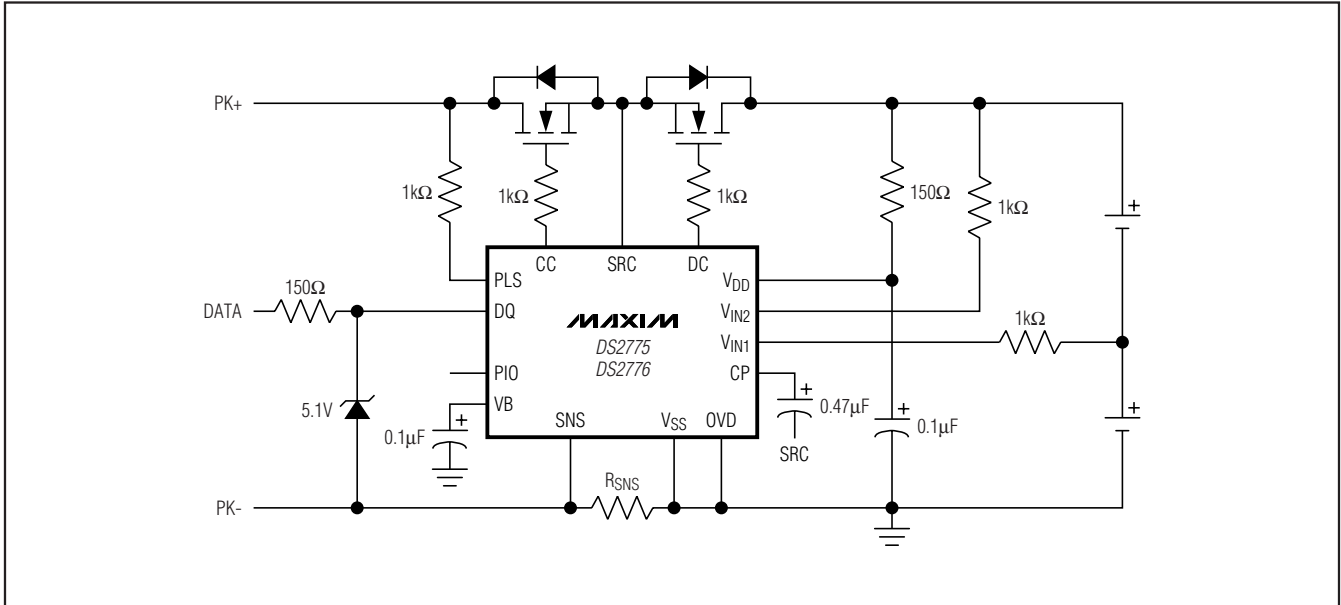 PK+
1kΩ
1kΩ
1kΩ
150Ω
1kΩ
+
CC
SRC
DC
PLS
VDD
150Ω
DATA
DQ
MAXIM
VIN2
1kΩ
DS2775
VIN1
DS2776
PIO
CP
+
5.1V
VB
0.47μF
+
+
+
0.1μF
SNS
VSS
OVD
0.1μF
SRC
RSNS
PK-